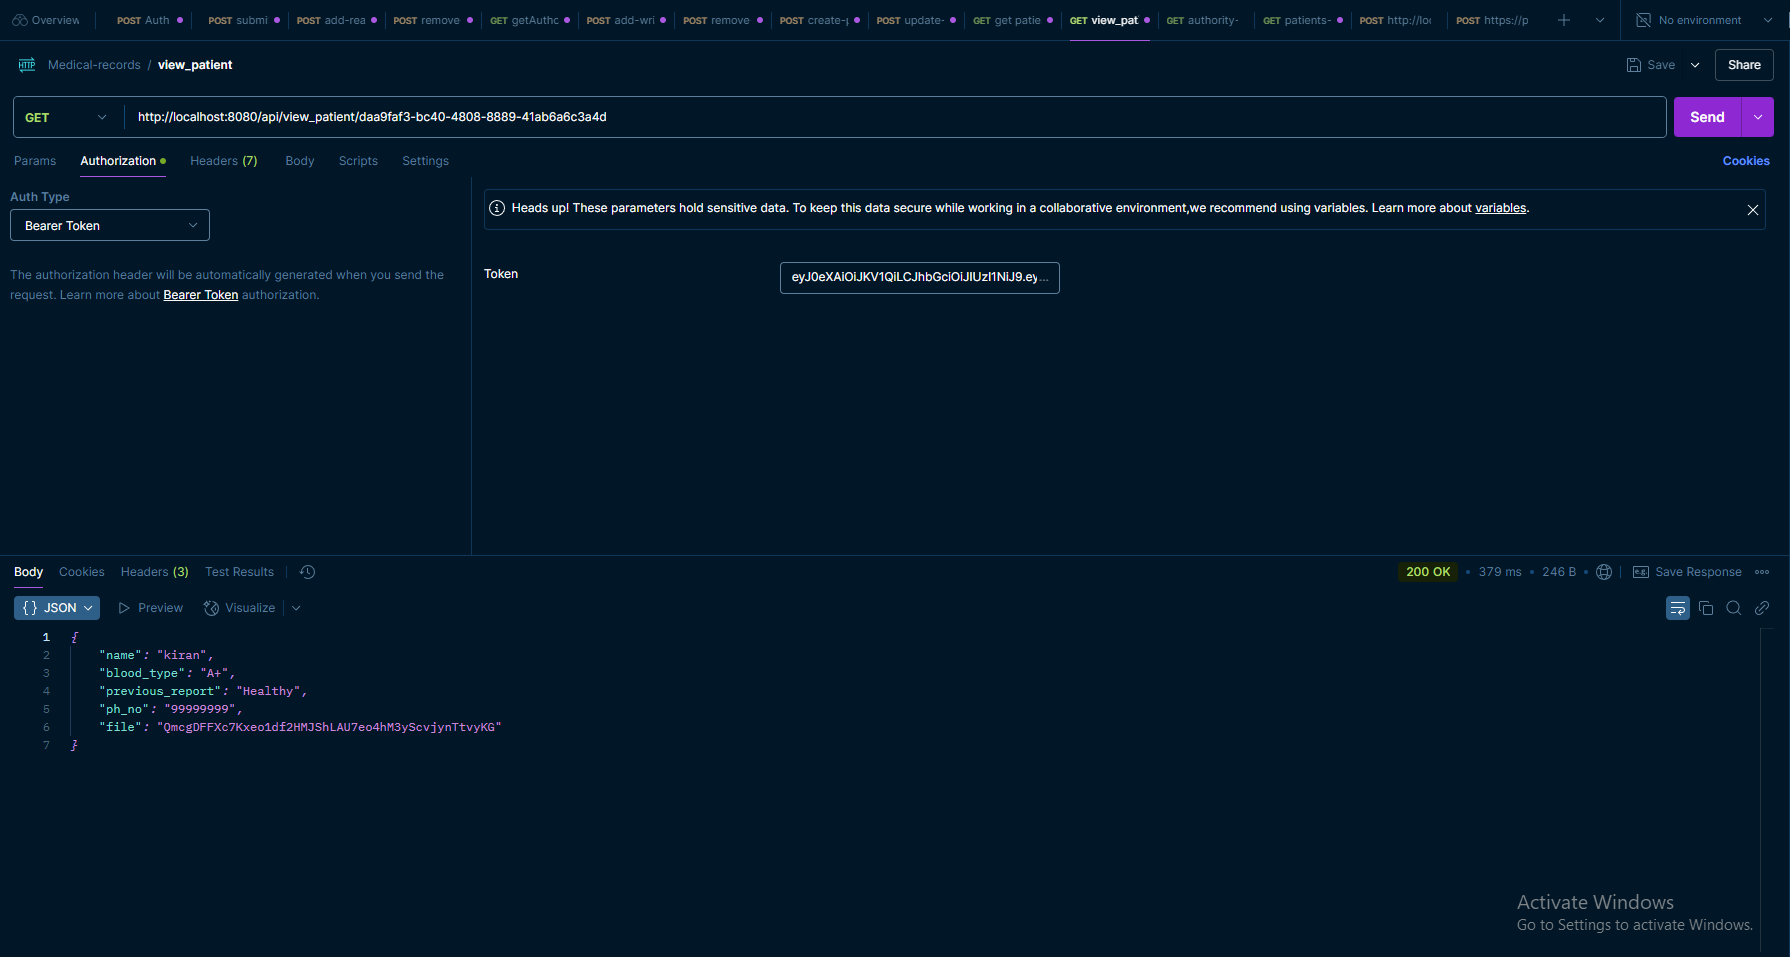 Overview POST Auth POST submi POST add-rea POST remove GET getAuthc POST add-wri POST remove POST create-p POST update- GET get patie GET view_pat GET authority- GET patients- POST http://loc POST https://p No environment
Medical-records / view_patient Save Share
GET http://localhost:8080/api/view_patient/daa9faf3-bc40-4808-8889-41ab6a6c3a4d Send
Params Authorization Headers (7) Body Scripts Settings Cookies
Auth Type
Bearer Token
Heads up! These parameters hold sensitive data. To keep this data secure while working in a collaborative environment,we recommend using variables. Learn more about variables.
The authorization header will be automatically generated when you send the
request. Learn more about Bearer Token authorization.
Token eyJ0eXAiOiJKV1QiLCJhbGciOiJIUzI1NiJ9.ey...
Body Cookies Headers (3) Test Results 200 OK • 379 ms • 246 B • Save Response
{} JSON Preview Visualize
1 {
2 "name": "kiran",
3 "blood_type": "A+",
4 "previous_report": "Healthy",
5 "ph_no": "99999999",
6 "file": "QmcgDFFXc7Kxeo1df2HMJShLAU7eo4hM3yScvjynTtvyKG"
7 }
Activate Windows
Go to Settings to activate Windows.